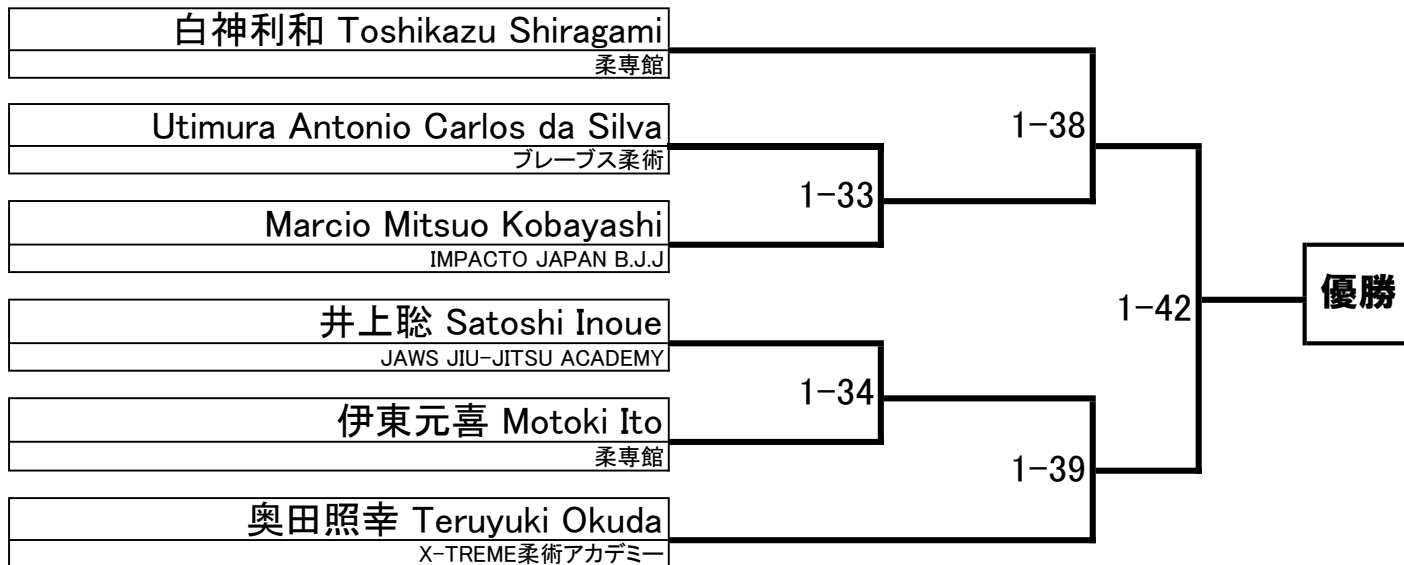 白神利和 Toshikazu Shiragami
柔専館
Utimura Antonio Carlos da Silva
ブレーブス柔術
Marcio Mitsuo Kobayashi
IMPACTO JAPAN B.J.J
井上聡 Satoshi Inoue
JAWS JIU-JITSU ACADEMY
伊東元喜 Motoki Ito
柔専館
奥田照幸 Teruyuki Okuda
X-TREME柔術アカデミー
1-33
1-34
1-38
1-39
1-42
優勝